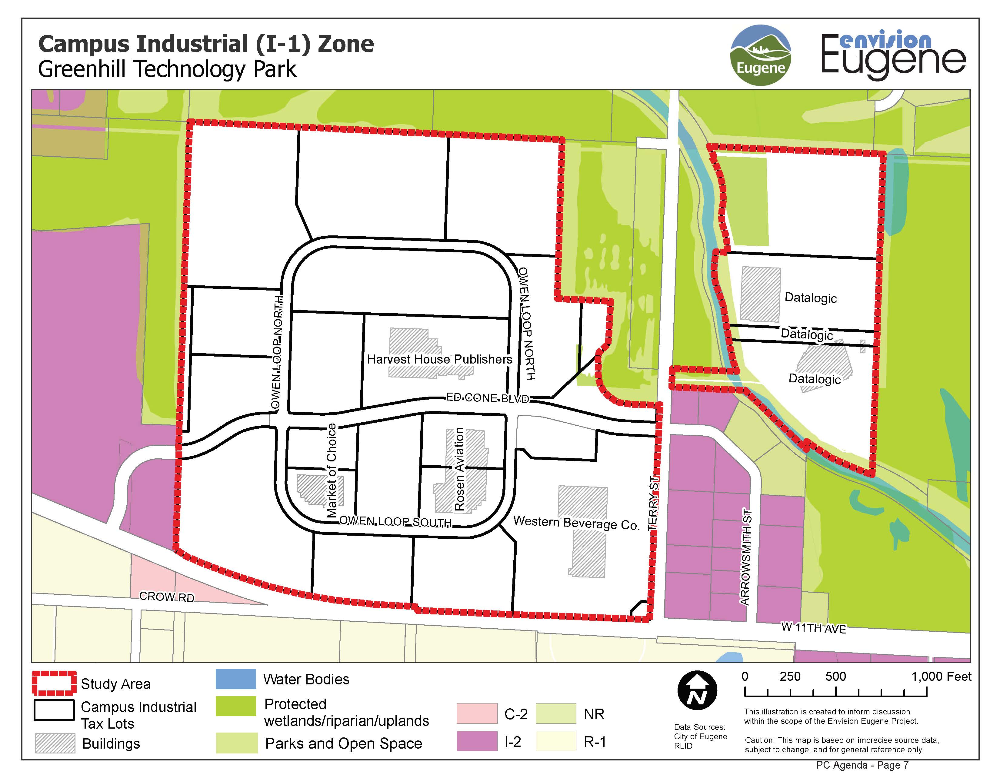 Campus Industrial (I-1) Zone
Greenhill Technology Park
Eugene
envision
Eugene
OWEN LOOP NORTH
OWEN LOOP NORTH
Datalogic
Datalogic
Datalogic
Harvest House Publishers
ED CONE BLVD
Market of Choice
Rosen Aviation
OWEN LOOP SOUTH
Western Beverage Co.
TERRY ST
ARROWSMITH ST
CROW RD
W 11TH AVE
Study Area
Campus Industrial
Tax Lots
Buildings
Water Bodies
Protected
wetlands/riparian/uplands
Parks and Open Space
C-2
I-2
NR
R-1
N
Data Sources:
City of Eugene
RLID
0 250 500 1,000 Feet
This illustration is created to inform discussion
within the scope of the Envision Eugene Project.
Caution: This map is based on imprecise source data,
subject to change, and for general reference only.
PC Agenda - Page 7